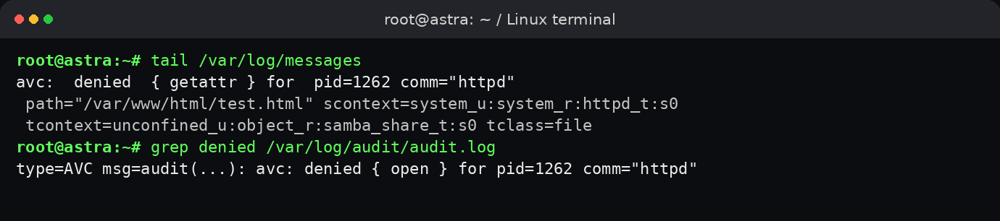 root@astra: ~ / Linux terminal
root@astra:~# tail /var/log/messages
avc:  denied  { getattr } for  pid=1262 comm="httpd"
 path="/var/www/html/test.html" scontext=system_u:system_r:httpd_t:s0
 tcontext=unconfined_u:object_r:samba_share_t:s0 tclass=file
root@astra:~# grep denied /var/log/audit/audit.log
type=AVC msg=audit(...): avc: denied { open } for pid=1262 comm="httpd"